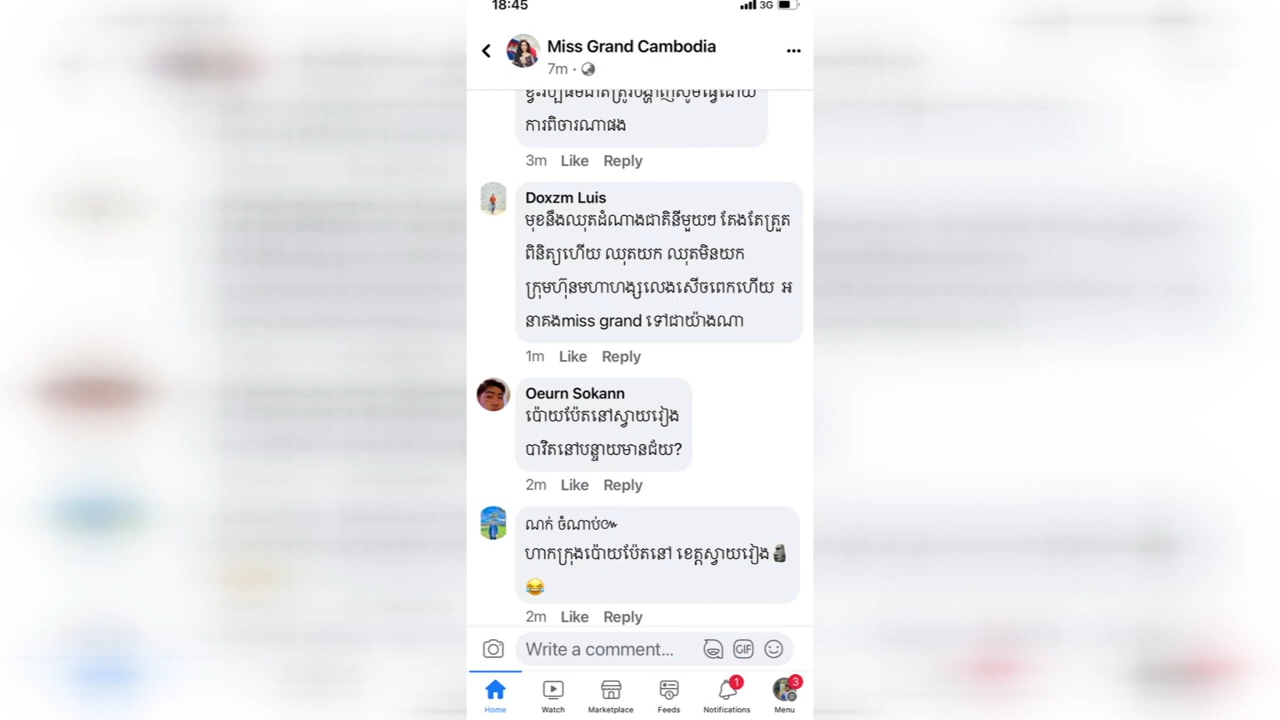 18:45
3G
Miss Grand Cambodia
7m ·
ការពិចារណាផង
3m Like Reply
Doxzm Luis
មុខនឹងឈុតដំណាងជាតិនីមួយៗ តែងតែត្រួត
ពិនិត្យហើយ ឈុតយក ឈុតមិនយក
ក្រុមហ៊ុនមហាហង្សលេងសើចពេកហើយ អ
នាគងmiss grand ទៅជាយ៉ាងណា
1m Like Reply
Oeurn Sokann
ប៉ោយប៉ែតនៅស្វាយរៀង
បាវិតនៅបន្ទាយមានជ័យ?
2m Like Reply
ណក់ ចំណាប់
ហាកក្រុងប៉ោយប៉ែតនៅ ខេត្តស្វាយរៀង🗿
😂
2m Like Reply
Write a comment...
GIF
1
3
Home Watch Marketplace Feeds Notifications Menu